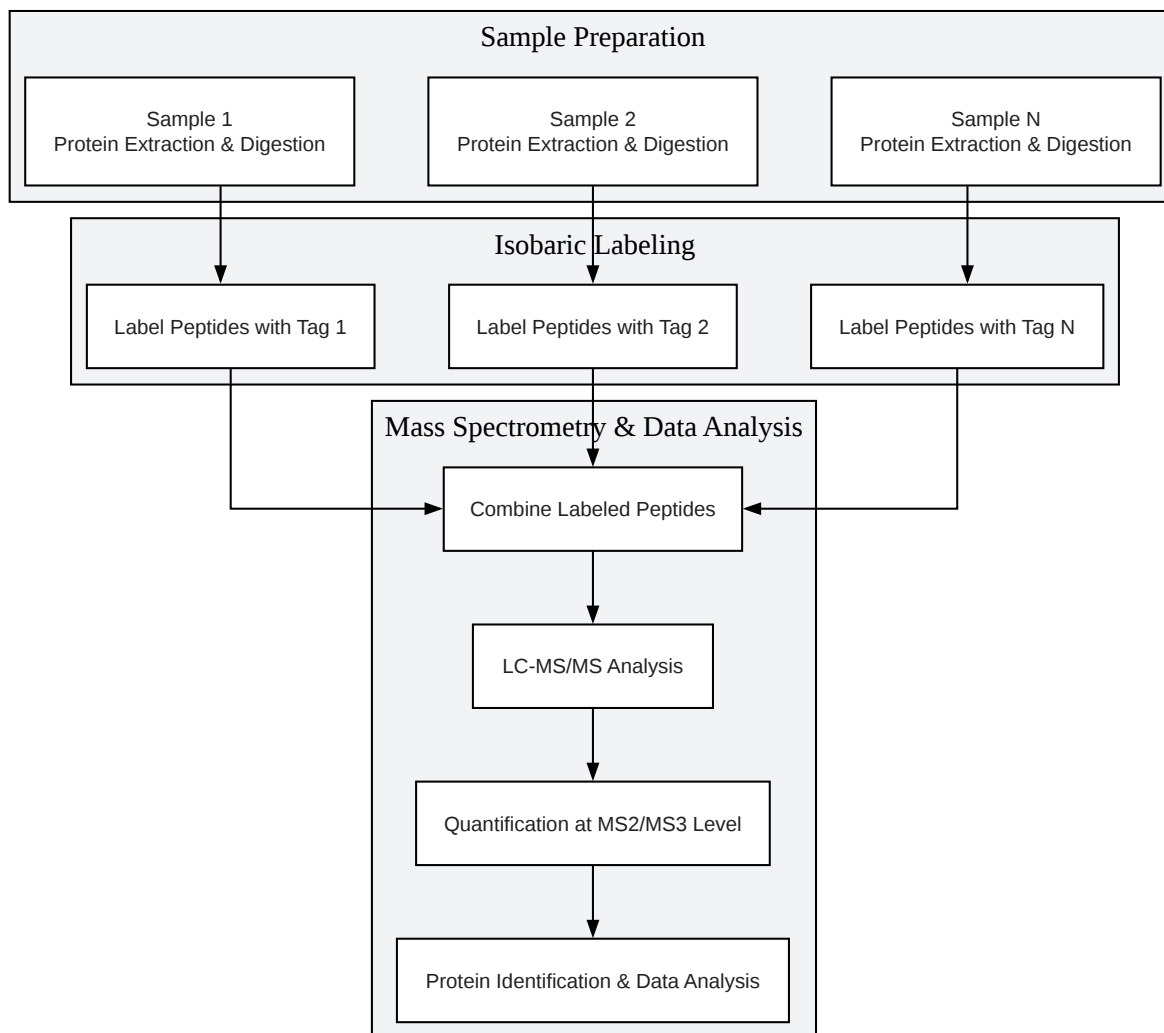 Sample Preparation
Sample 1
Protein Extraction & Digestion
Sample 2
Protein Extraction & Digestion
Sample N
Protein Extraction & Digestion
Isobaric Labeling
Label Peptides with Tag 1
Label Peptides with Tag 2
Label Peptides with Tag N
Mass Spectrometry & Data Analysis
Combine Labeled Peptides
LC-MS/MS Analysis
Quantification at MS2/MS3 Level
Protein Identification & Data Analysis